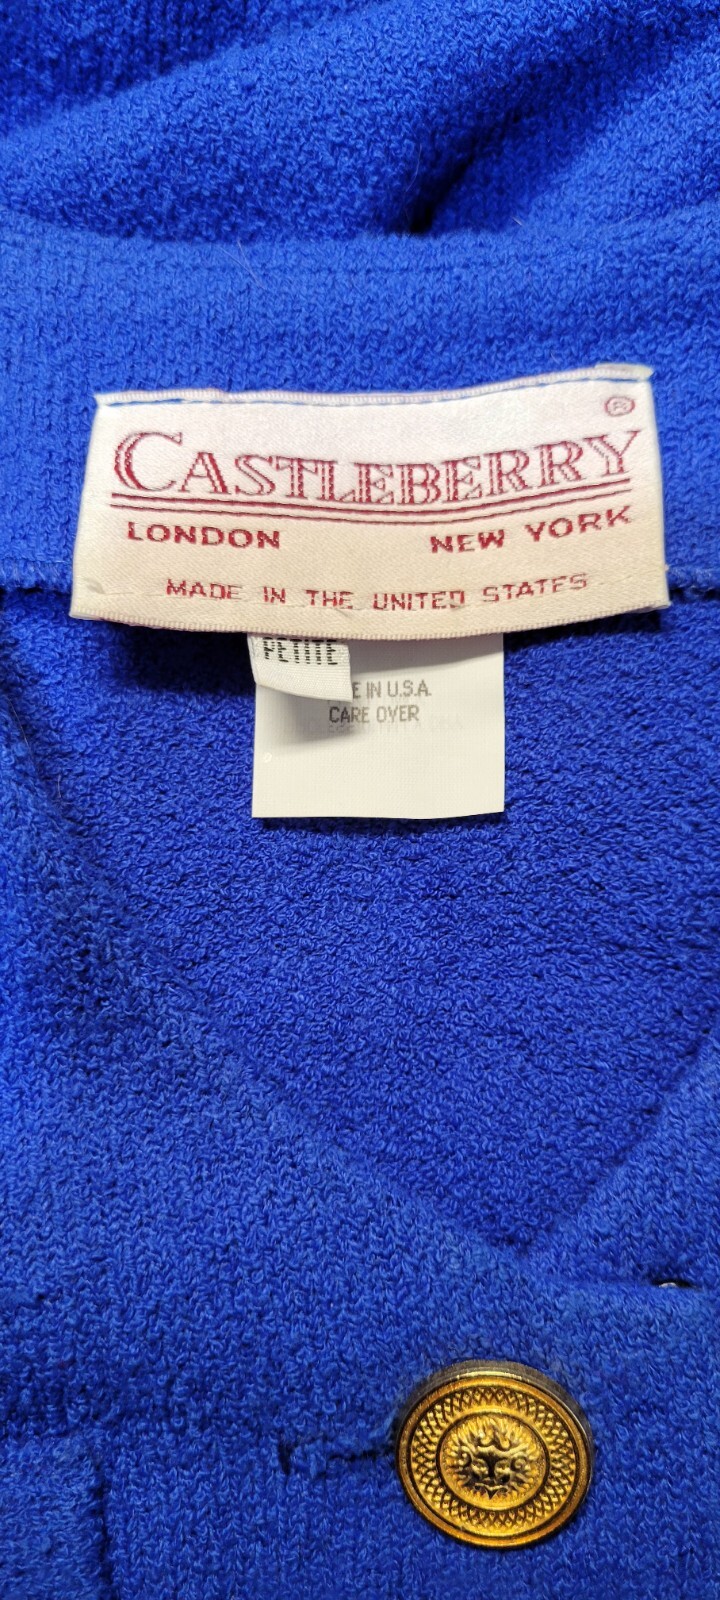 CASTLEBERRY ®
LONDON NEW YORK
MADE IN THE UNITED STATES
PETITE
E IN U.S.A.
CARE OVER